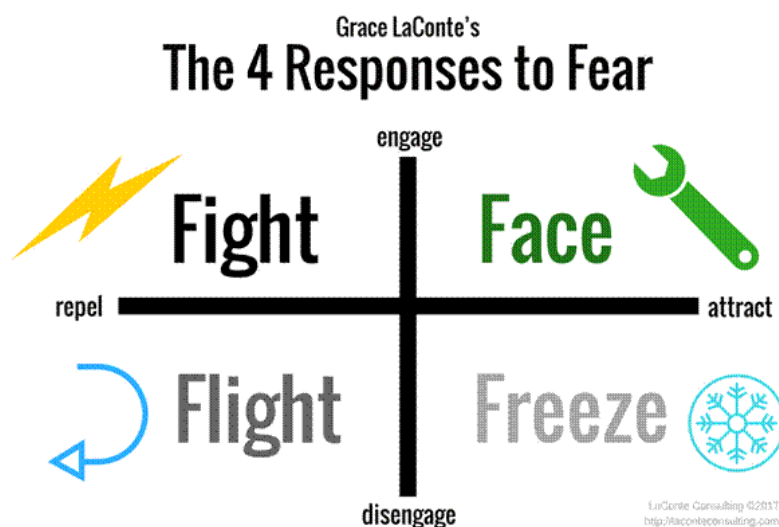 Grace LaConte's
The 4 Responses to Fear
engage
Fight
Face
repel
attract
Flight
Freeze
disengage
LaConte Consulting ©2017
http://laconteconsulting.com